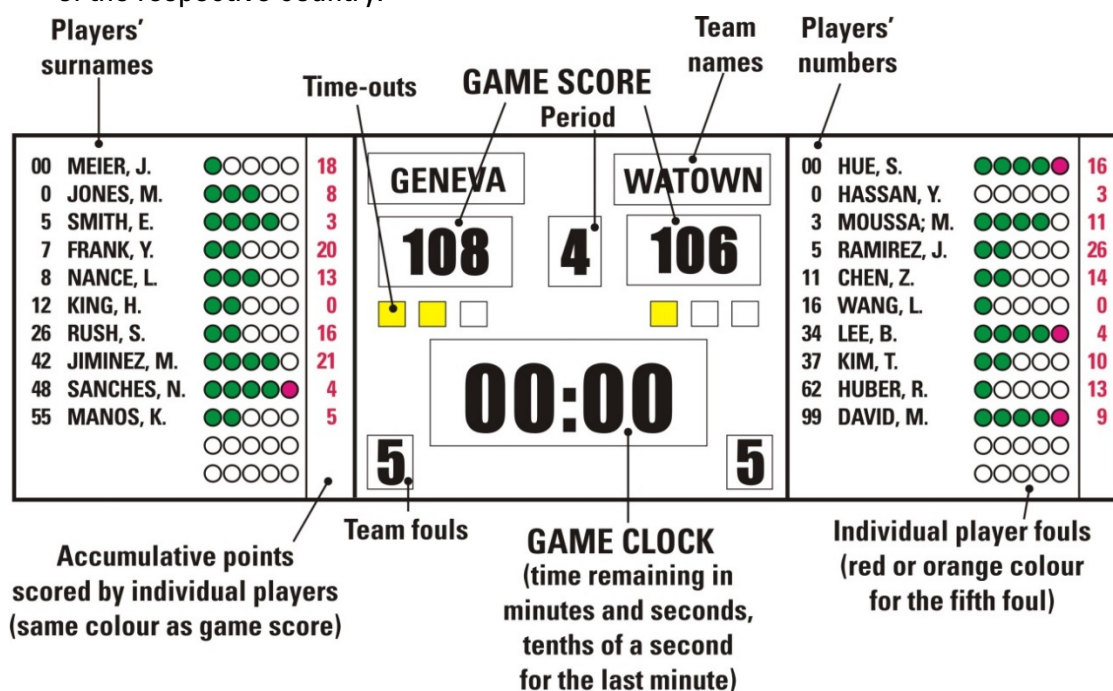 of the respective country.
Players'
surnames
Time-outs
GAME SCORE
Period
Team
names
Players'
numbers
00 MEIER, J. 18
0 JONES, M. 8
5 SMITH, E. 3
7 FRANK, Y. 20
8 NANCE, L. 13
12 KING, H. 0
26 RUSH, S. 16
42 JIMINEZ, M. 21
48 SANCHES, N. 4
55 MANOS, K. 5
GENEVA
WATOWN
108
4
106
00:00
5
5
00 HUE, S. 16
0 HASSAN, Y. 3
3 MOUSSA; M. 11
5 RAMIREZ, J. 26
11 CHEN, Z. 14
16 WANG, L. 0
34 LEE, B. 4
37 KIM, T. 10
62 HUBER, R. 13
99 DAVID, M. 9
Accumulative points
scored by individual players
(same colour as game score)
Team fouls
GAME CLOCK
(time remaining in
minutes and seconds,
tenths of a second
for the last minute)
Individual player fouls
(red or orange colour
for the fifth foul)